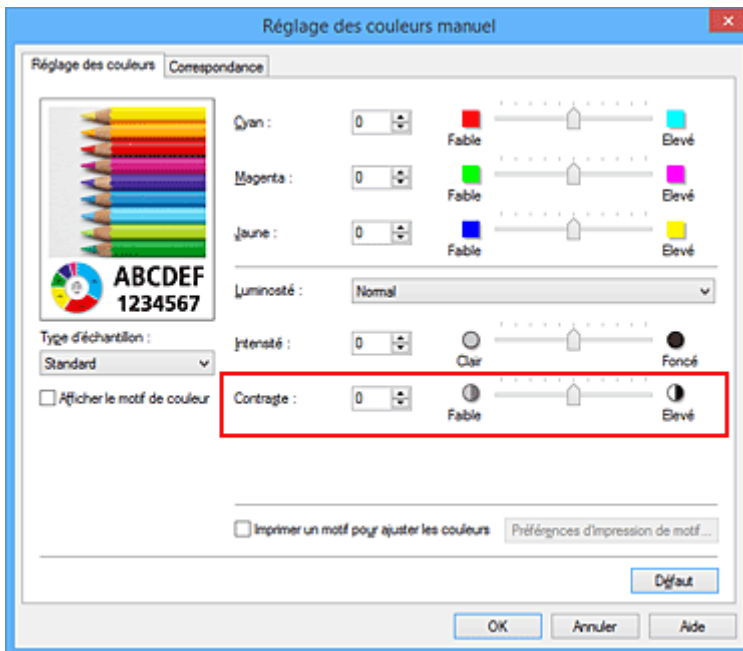 Réglage des couleurs manuel
Réglage des couleurs
Correspondance
Cyan : 0 Faible Elevé
Magenta : 0 Faible Elevé
Jaune : 0 Faible Elevé
ABCDEF
1234567
Luminosité : Normal
Type d'échantillon :
Standard
Intensité : 0 Clair Foncé
Afficher le motif de couleur
Contraste : 0 Faible Elevé
Imprimer un motif pour ajuster les couleurs
Préférences d'impression de motif...
Défaut
OK
Annuler
Aide